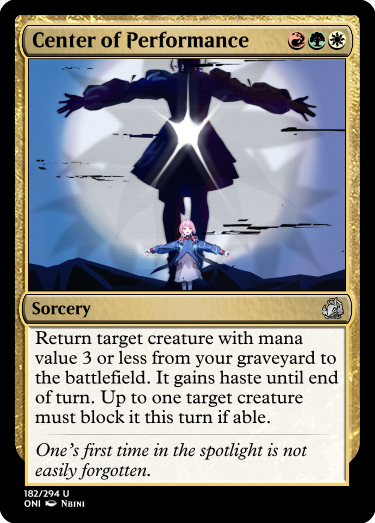 Center of Performance
Sorcery
Return target creature with mana
value 3 or less from your graveyard to
the battlefield. It gains haste until end
of turn. Up to one target creature
must block it this turn if able.
One’s first time in the spotlight is not
easily forgotten.
182/294 U
ONI NBINI